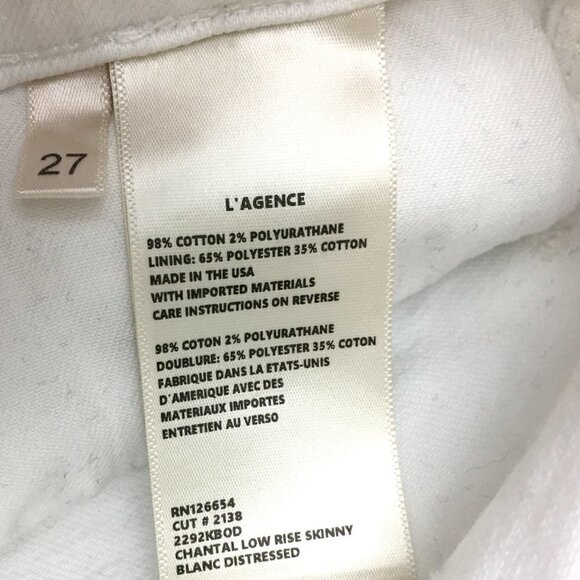 27
L'AGENCE
98% COTTON 2% POLYURATHANE
LINING: 65% POLYESTER 35% COTTON
MADE IN THE USA
WITH IMPORTED MATERIALS
CARE INSTRUCTIONS ON REVERSE
98% COTON 2% POLYURATHANE
DOUBLURE: 65% POLYESTER 35% COTON
FABRIQUE DANS LA ETATS-UNIS
D'AMERIQUE AVEC DES
MATERIAUX IMPORTES
ENTRETIEN AU VERSO
RN126654
CUT # 2138
2292KBOD
CHANTAL LOW RISE SKINNY
BLANC DISTRESSED